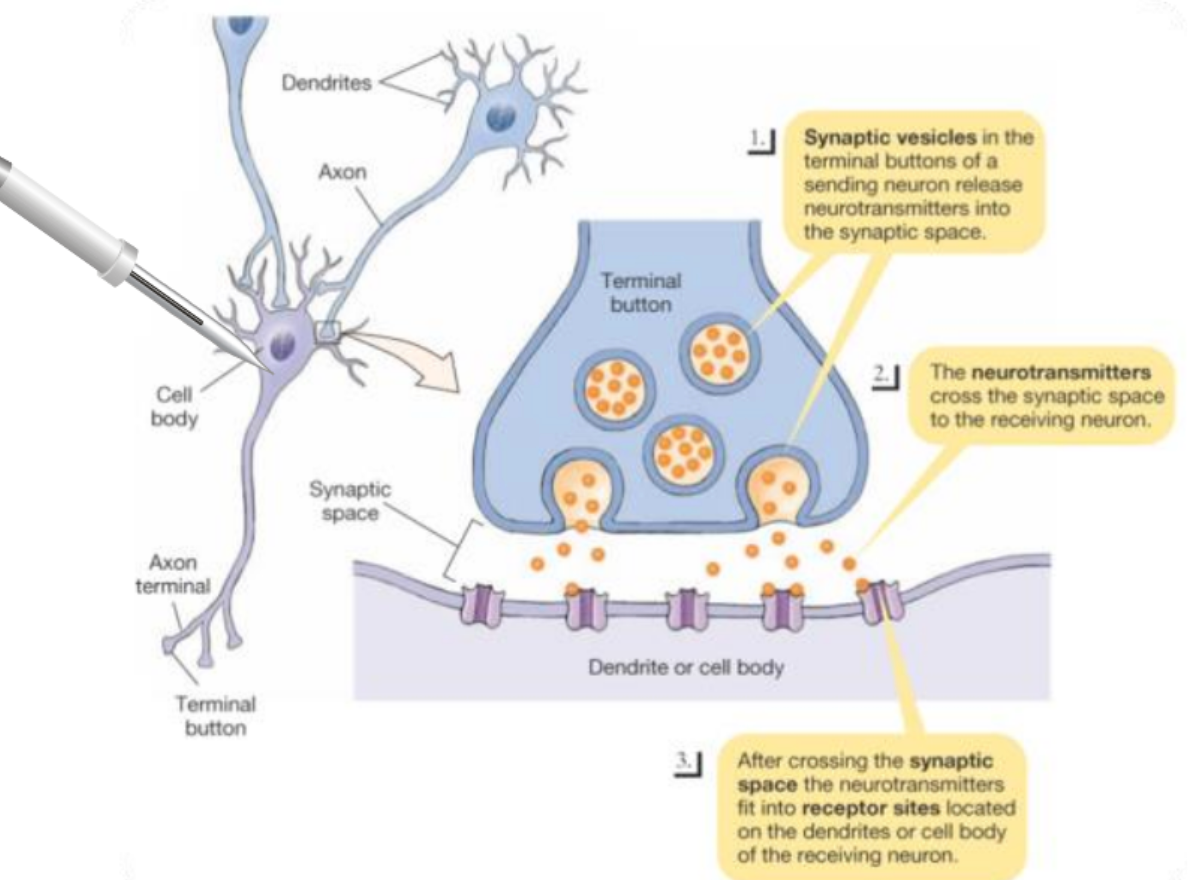 Dendrites
Axon
Cell
body
Axon
terminal
Terminal
button
Synaptic
space
Terminal
button
Dendrite or cell body
1.
Synaptic vesicles in the
terminal buttons of a
sending neuron release
neurotransmitters into
the synaptic space.
2.
The neurotransmitters
cross the synaptic space
to the receiving neuron.
3.
After crossing the synaptic
space the neurotransmitters
fit into receptor sites located
on the dendrites or cell body
of the receiving neuron.